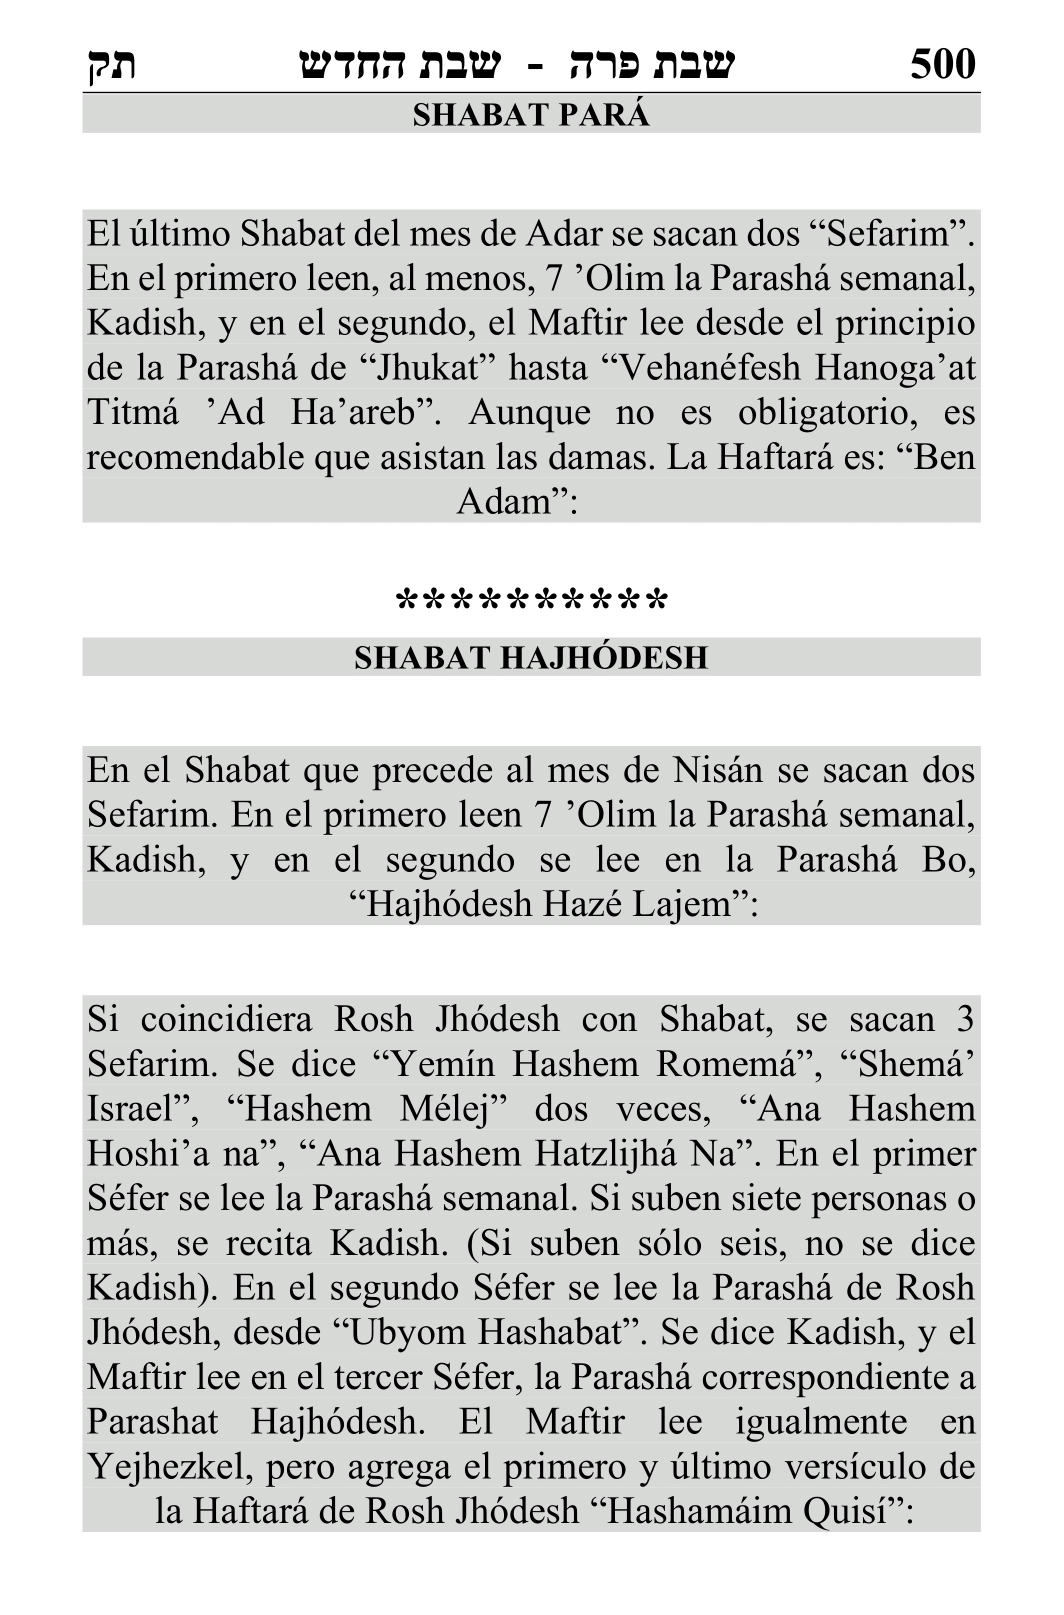 תק שבת פרה - שבת החדש 500
SHABAT PARÁ
El último Shabat del mes de Adar se sacan dos “Sefarim”.
En el primero leen, al menos, 7 ’Olim la Parashá semanal,
Kadish, y en el segundo, el Maftir lee desde el principio
de la Parashá de “Jhukat” hasta “Vehanéfesh Hanoga’at
Titmá ’Ad Ha’areb”. Aunque no es obligatorio, es
recomendable que asistan las damas. La Haftará es: “Ben
Adam”:
**********
SHABAT HAJHÓDESH
En el Shabat que precede al mes de Nisán se sacan dos
Sefarim. En el primero leen 7 ’Olim la Parashá semanal,
Kadish, y en el segundo se lee en la Parashá Bo,
“Hajhódesh Hazé Lajem”:
Si coincidiera Rosh Jhódesh con Shabat, se sacan 3
Sefarim. Se dice “Yemín Hashem Romemá”, “Shemá’
Israel”, “Hashem Mélej” dos veces, “Ana Hashem
Hoshi’a na”, “Ana Hashem Hatzlijhá Na”. En el primer
Séfer se lee la Parashá semanal. Si suben siete personas o
más, se recita Kadish. (Si suben sólo seis, no se dice
Kadish). En el segundo Séfer se lee la Parashá de Rosh
Jhódesh, desde “Ubyom Hashabat”. Se dice Kadish, y el
Maftir lee en el tercer Séfer, la Parashá correspondiente a
Parashat Hajhódesh. El Maftir lee igualmente en
Yejhezkel, pero agrega el primero y último versículo de
la Haftará de Rosh Jhódesh “Hashamáim Quisí”: